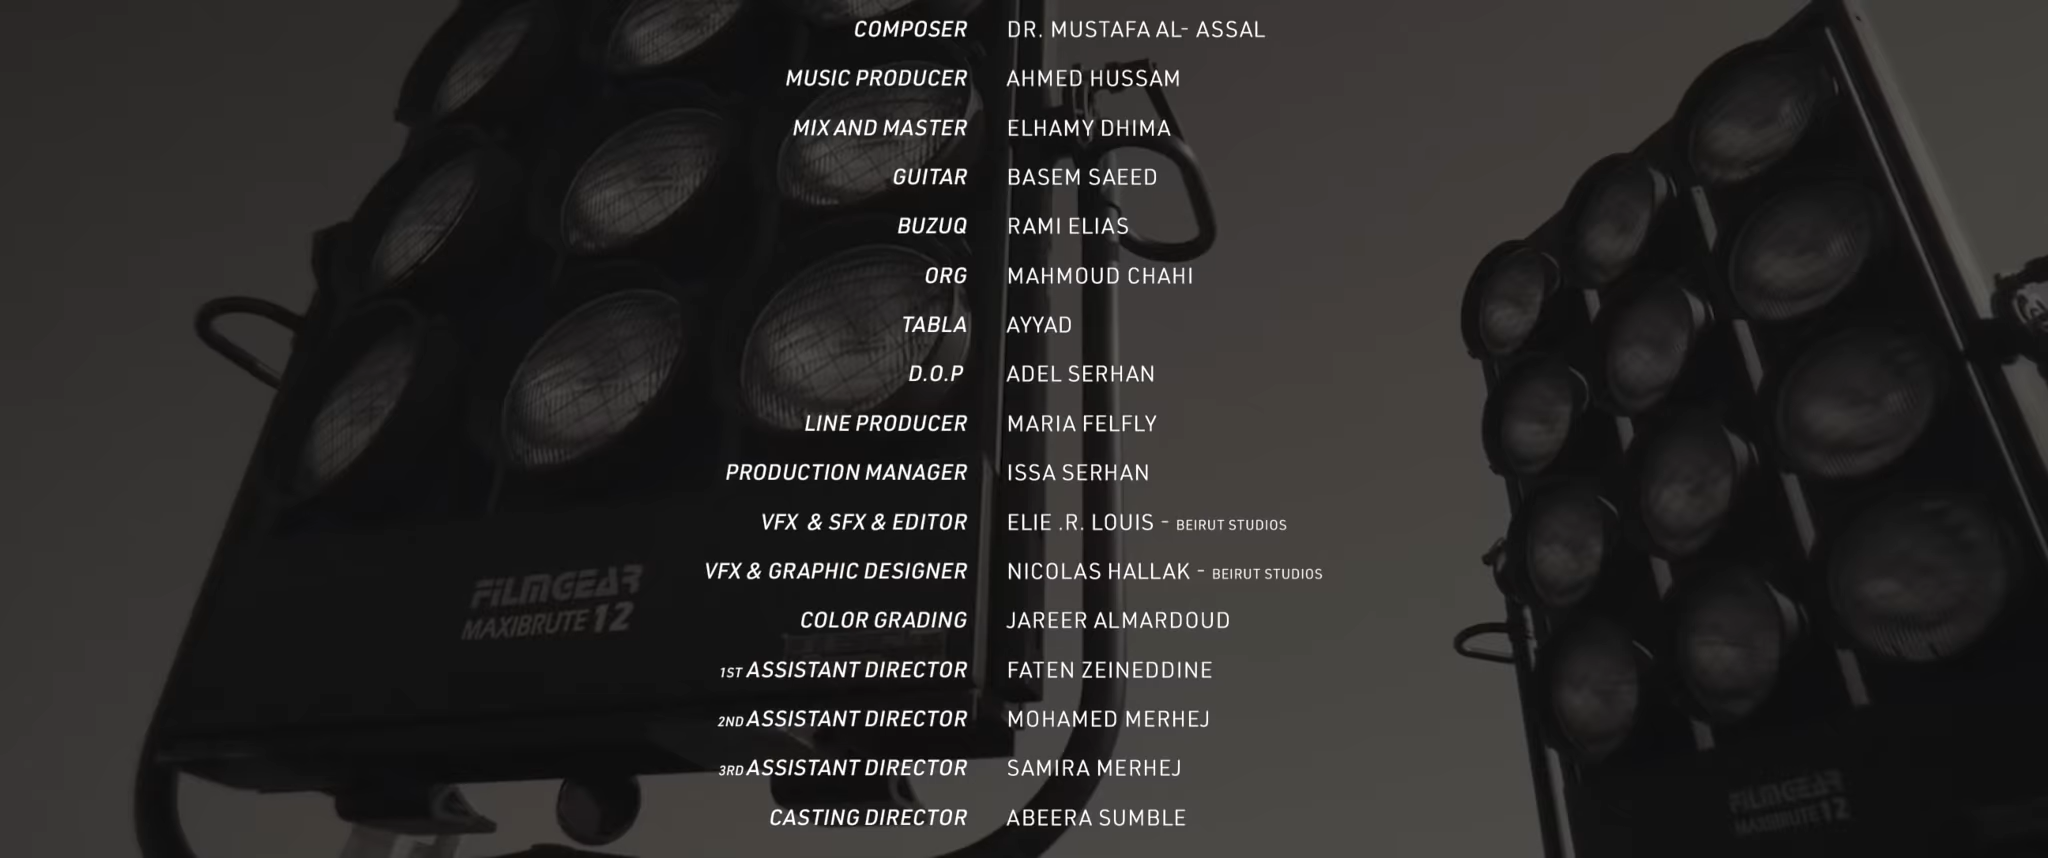 COMPOSER DR. MUSTAFA AL- ASSAL
MUSIC PRODUCER AHMED HUSSAM
MIX AND MASTER ELHAMY DHIMA
GUITAR BASEM SAEED
BUZUQ RAMI ELIAS
ORG MAHMOUD CHAHI
TABLA AYYAD
D.O.P ADEL SERHAN
LINE PRODUCER MARIA FELFLY
PRODUCTION MANAGER ISSA SERHAN
VFX & SFX & EDITOR ELIE .R. LOUIS - BEIRUT STUDIOS
VFX & GRAPHIC DESIGNER NICOLAS HALLAK - BEIRUT STUDIOS
COLOR GRADING JAREER ALMARDOUD
1ST ASSISTANT DIRECTOR FATEN ZEINEDDINE
2ND ASSISTANT DIRECTOR MOHAMED MERHEJ
3RD ASSISTANT DIRECTOR SAMIRA MERHEJ
CASTING DIRECTOR ABEERA SUMBLE
FILMGEAR
MAXIBRUTE 12
FILMGEAR
MAXIBRUTE 12